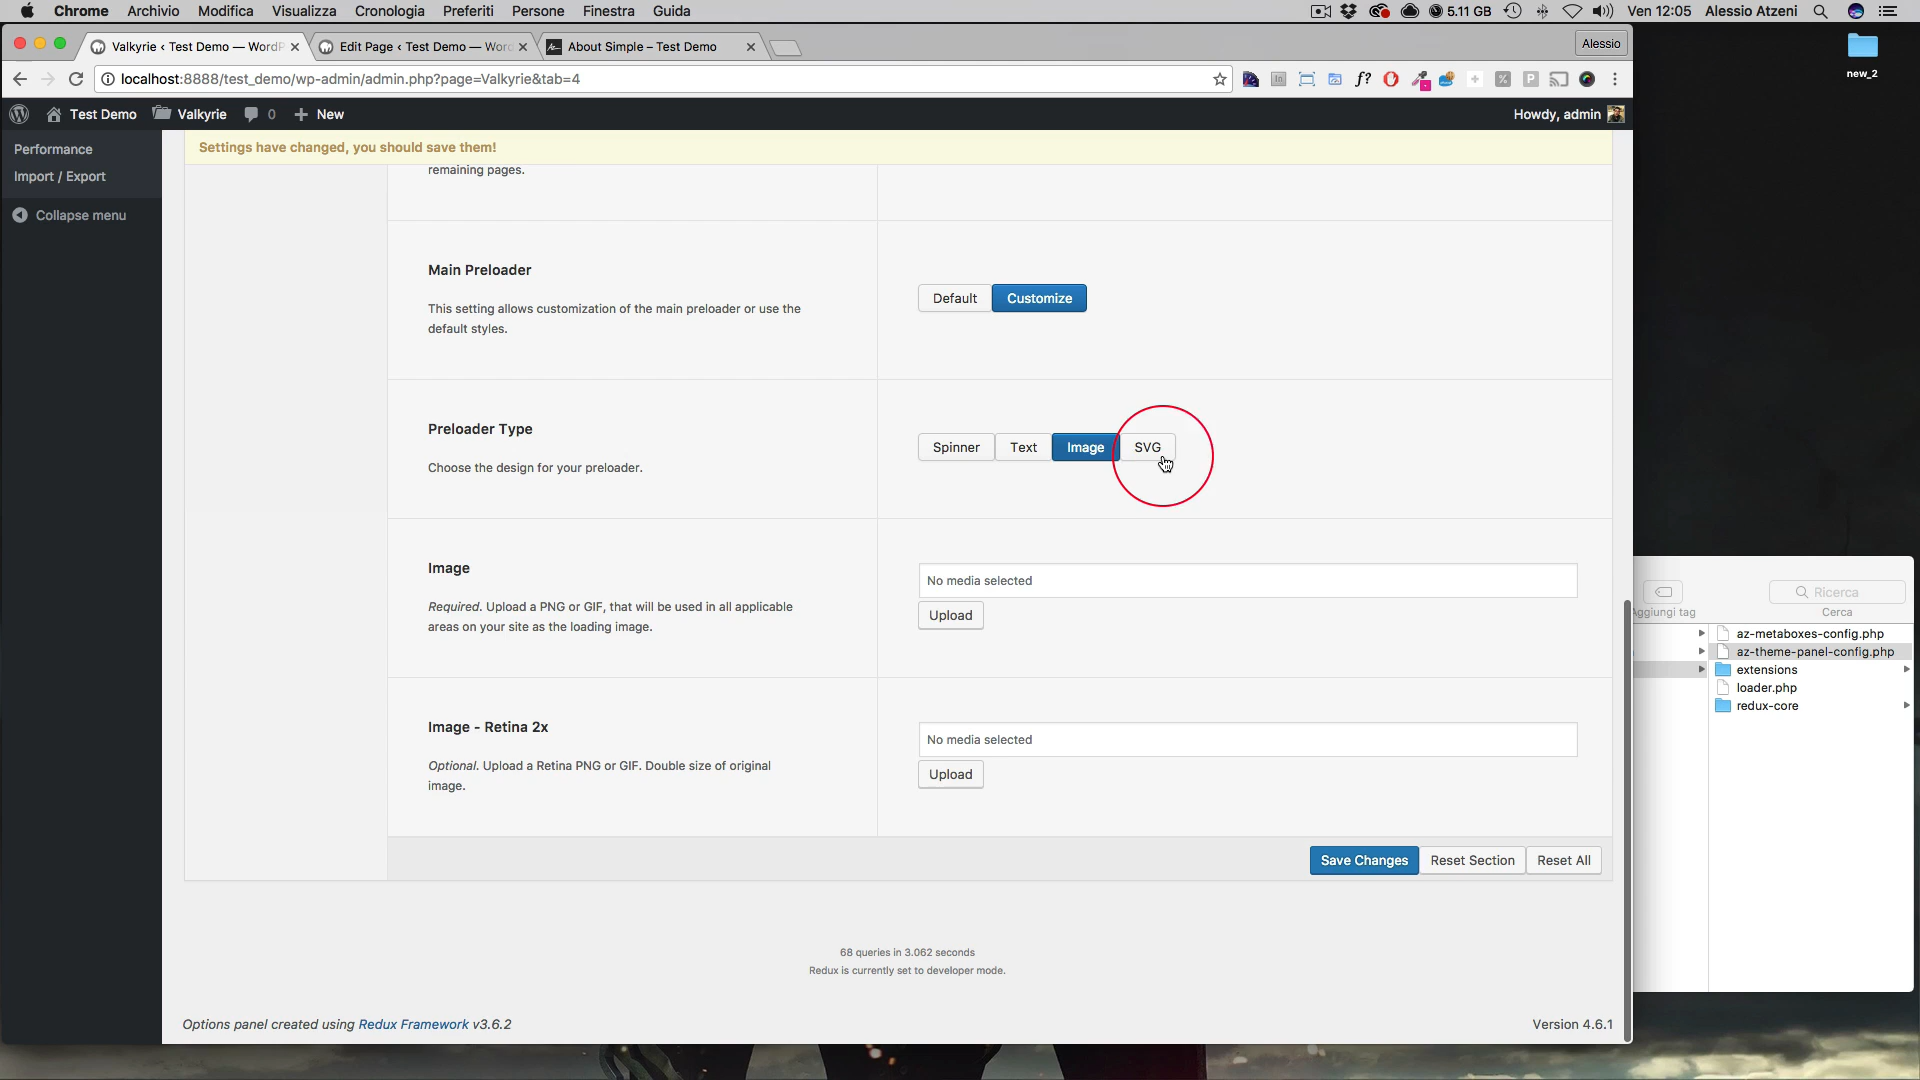 Chrome Archivio Modifica Visualizza Cronologia Preferiti Persone Finestra Guida 5.11 GB Ven 12:05 Alessio Atzeni
Valkyrie ‹ Test Demo — WordP Edit Page ‹ Test Demo — Worc About Simple – Test Demo Alessio
localhost:8888/test_demo/wp-admin/admin.php?page=Valkyrie&tab=4
new_2
Test Demo Valkyrie 0 New Howdy, admin
Performance
Import / Export
Collapse menu
Settings have changed, you should save them!
remaining pages.
Main Preloader
This setting allows customization of the main preloader or use the
default styles.
Default Customize
Preloader Type
Choose the design for your preloader.
Spinner Text Image SVG
Image
Required. Upload a PNG or GIF, that will be used in all applicable
areas on your site as the loading image.
No media selected
Upload
Image - Retina 2x
Optional. Upload a Retina PNG or GIF. Double size of original
image.
No media selected
Upload
Save Changes Reset Section Reset All
68 queries in 3.062 seconds
Redux is currently set to developer mode.
Options panel created using Redux Framework v3.6.2
Version 4.6.1
Ricerca
Aggiungi tag Cerca
az-metaboxes-config.php
az-theme-panel-config.php
extensions
loader.php
redux-core